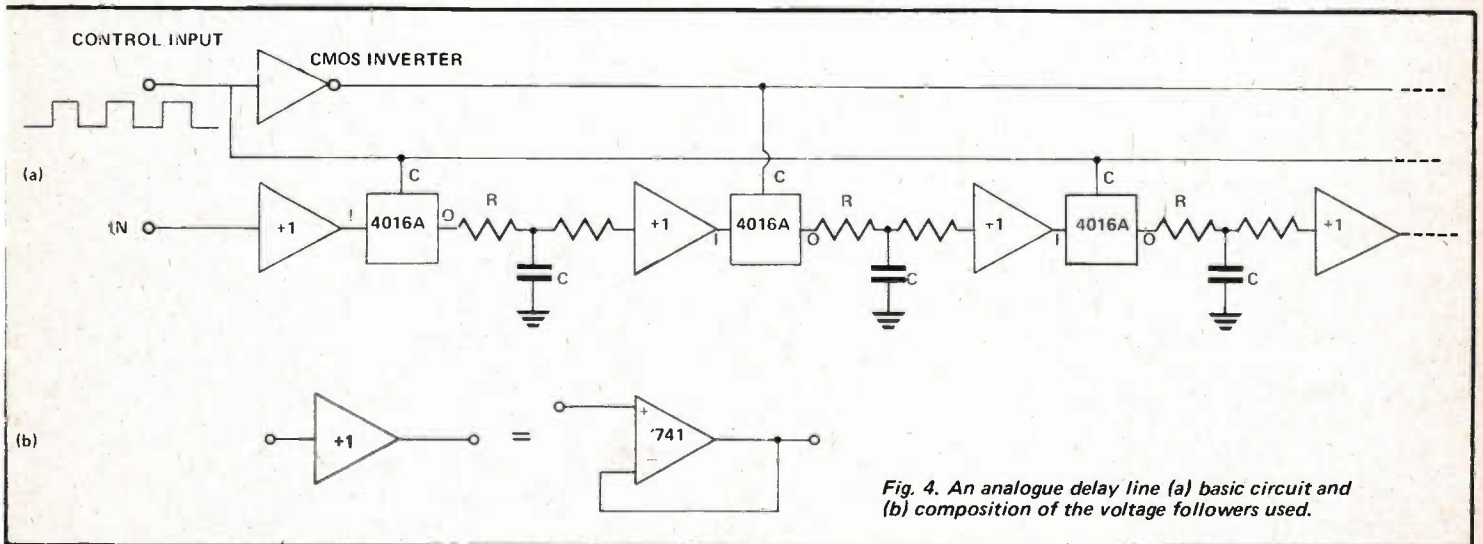 CONTROL INPUT
CMOS INVERTER
(a)
C
C
C
IN
+1
I
4016A
O
R
C
+1
I
4016A
O
R
C
+1
I
4016A
O
R
C
+1
(b)
+1
=
+
741
−
Fig. 4. An analogue delay line (a) basic circuit and
(b) composition of the voltage followers used.